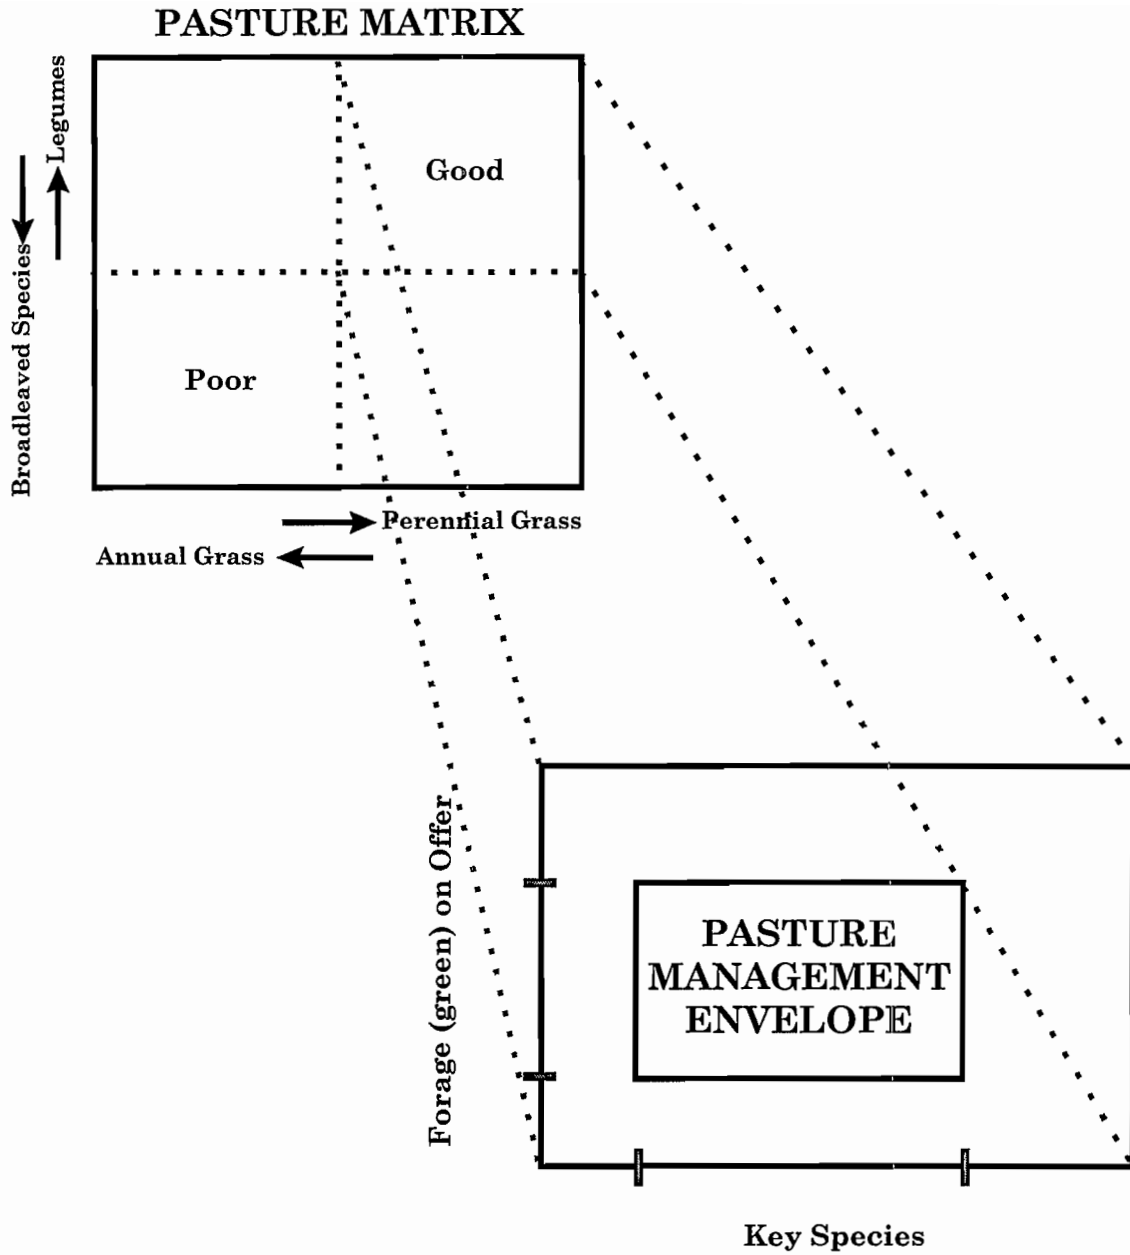 PASTURE MATRIX
Legumes
Broadleaved Species
Good
Poor
Perennial Grass
Annual Grass
Forage (green) on Offer
PASTURE
MANAGEMENT
ENVELOPE
Key Species